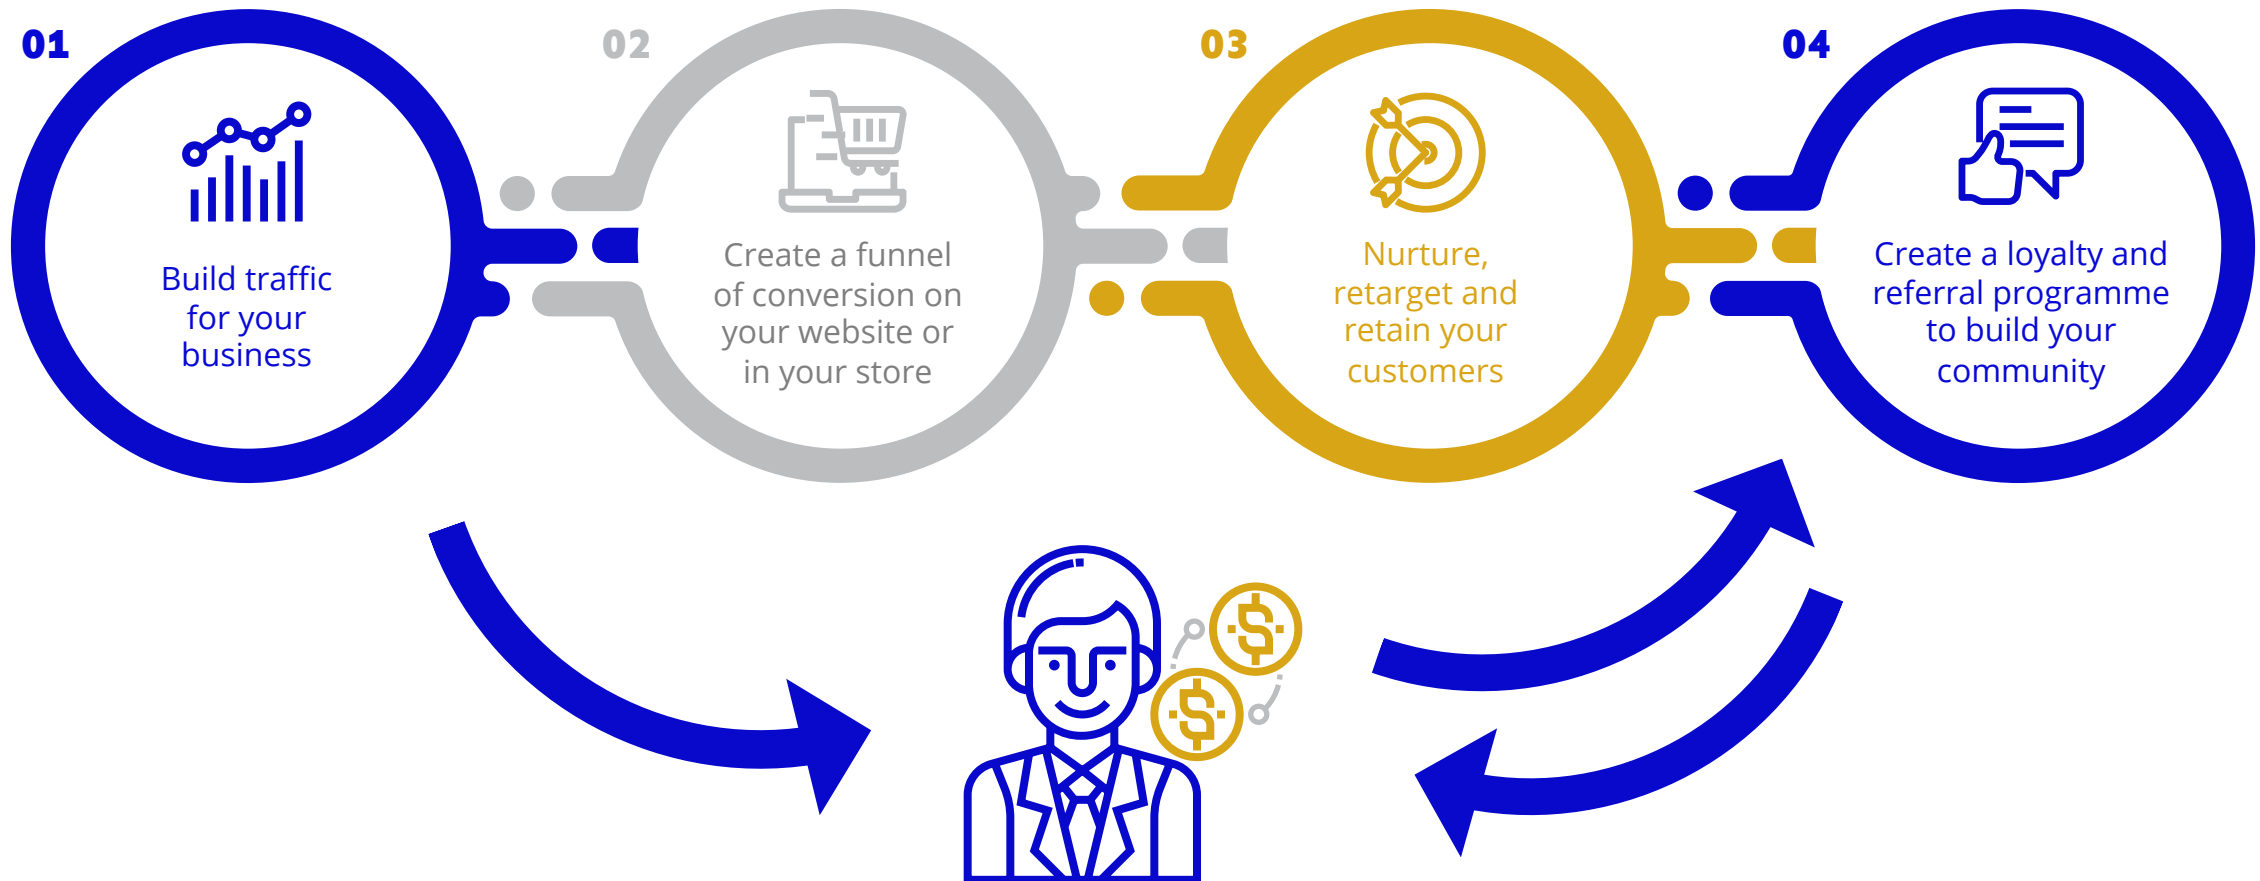 01
Build traffic
for your
business
02
Create a funnel
of conversion on
your website or
in your store
03
Nurture,
retarget and
retain your
customers
04
Create a loyalty and
referral programme
to build your
community
$
$